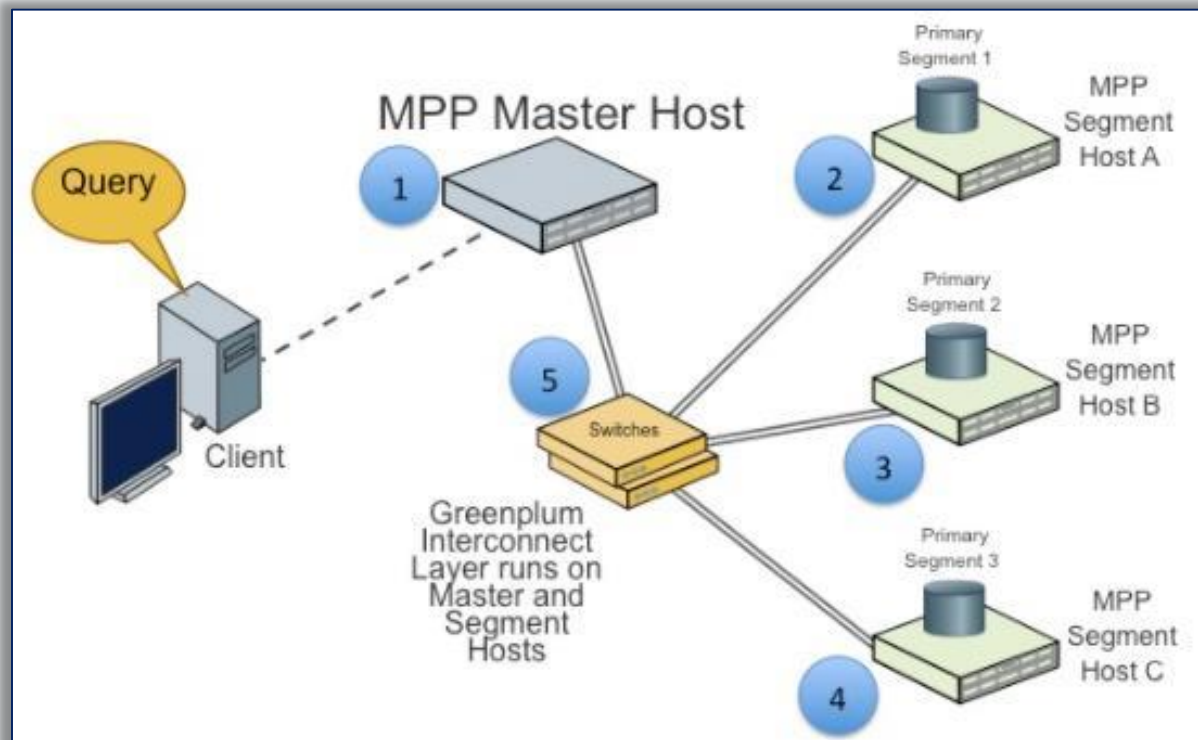 Query
Client
MPP Master Host
1
5
Switches
Greenplum
Interconnect
Layer runs on
Master and
Segment
Hosts
Primary
Segment 1
MPP
Segment
Host A
2
Primary
Segment 2
MPP
Segment
Host B
3
Primary
Segment 3
MPP
Segment
Host C
4